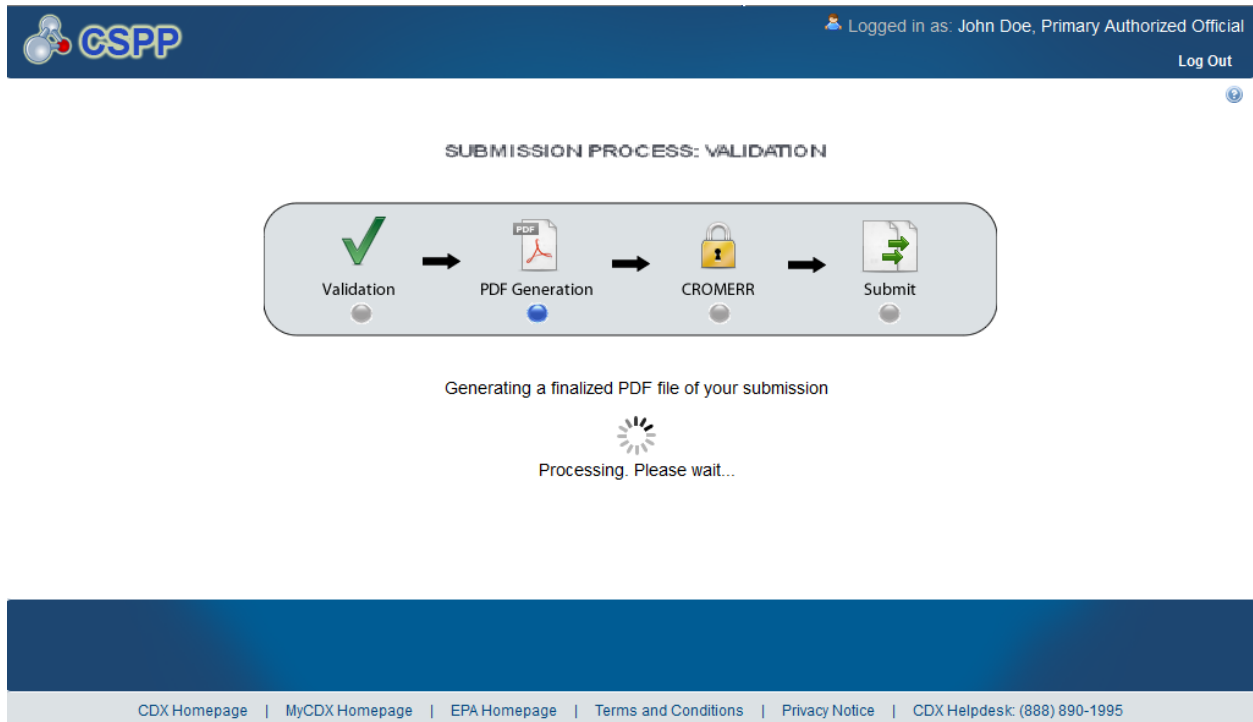 CSPP
Logged in as: John Doe, Primary Authorized Official
Log Out
SUBMISSION PROCESS: VALIDATION
PDF
Validation
PDF Generation
CROMERR
Submit
Generating a finalized PDF file of your submission
Processing. Please wait...
CDX Homepage | MyCDX Homepage | EPA Homepage | Terms and Conditions | Privacy Notice | CDX Helpdesk: (888) 890-1995